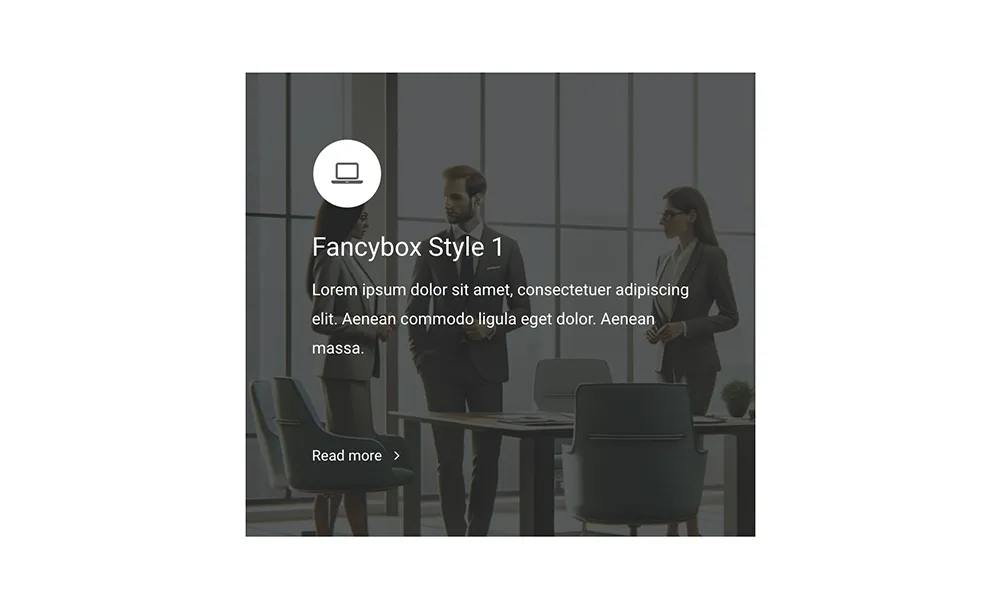 Fancybox Style 1
Lorem ipsum dolor sit amet, consectetuer adipiscing
elit. Aenean commodo ligula eget dolor. Aenean
massa.
Read more